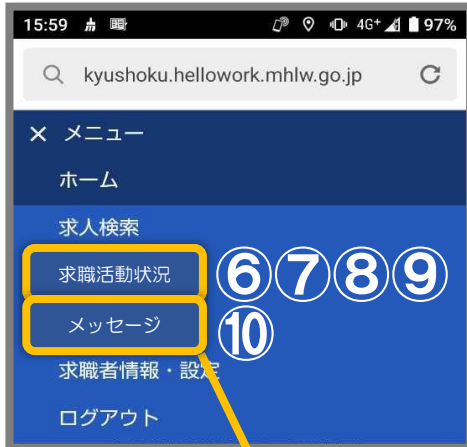 15:59 4G+ 97%
kyushoku.hellowork.mhlw.go.jp
× メニュー
ホーム
求人検索
求職活動状況 ⑥⑦⑧⑨
メッセージ ⑩
求職者情報・設定
ログアウト